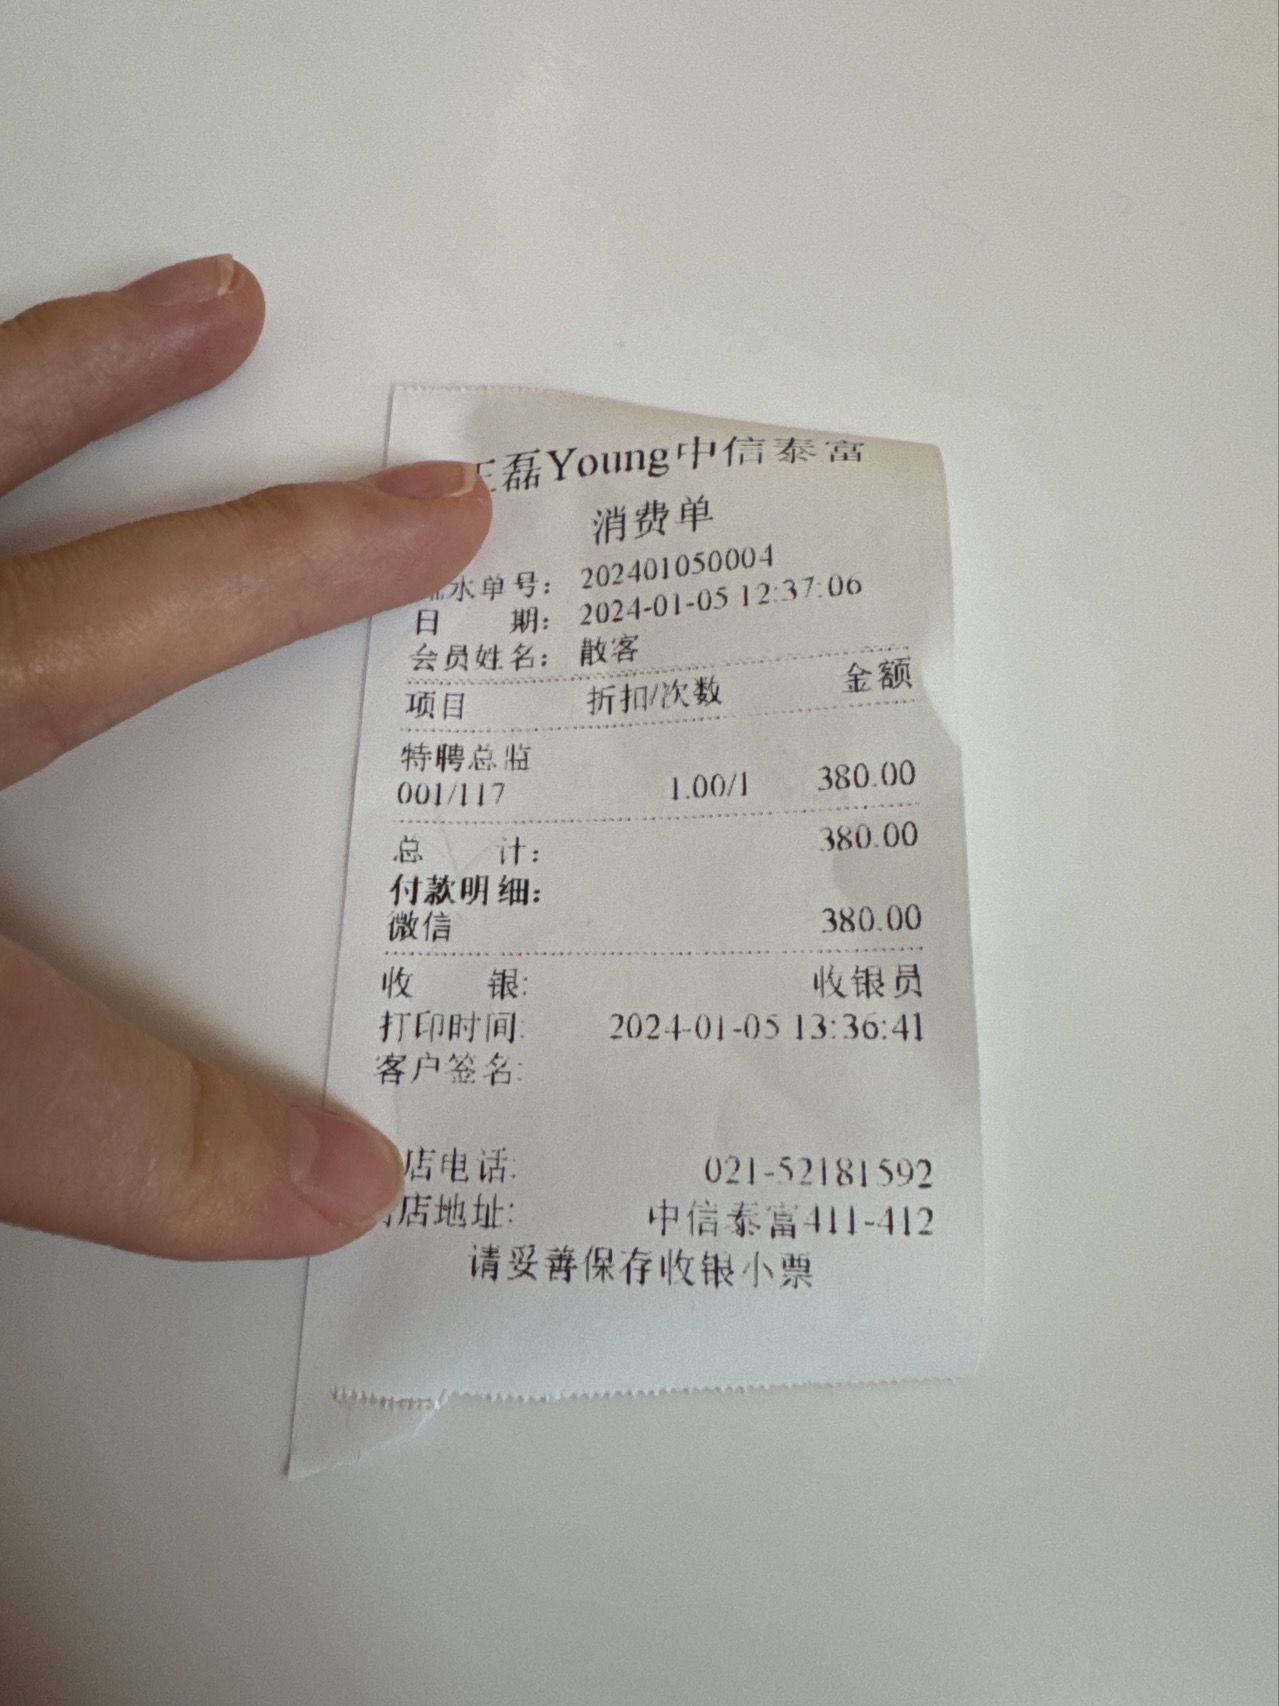 磊Young中信泰富
消费单
水单号： 202401050004
日 期： 2024-01-05 12:37:06
会员姓名： 散客
项目 折扣/次数 金额
特聘总监
001/117 1.00/1 380.00
总 计： 380.00
付款明细：
微信 380.00
收 银: 收银员
打印时间: 2024-01-05 13:36:41
客户签名:
店电话: 021-52181592
店地址: 中信泰富411-412
请妥善保存收银小票